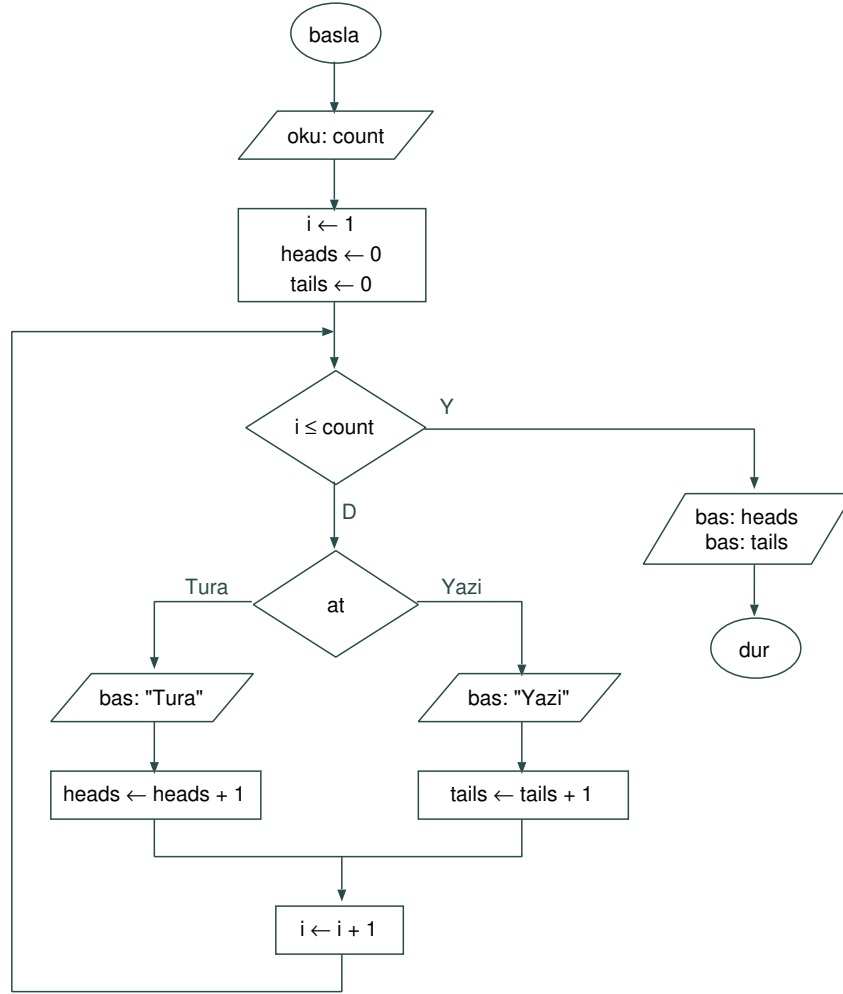 basla
oku: count
i ← 1
heads ← 0
tails ← 0
i ≤ count
Y
D
bas: heads
bas: tails
Tura
at
Yazi
dur
bas: "Tura"
bas: "Yazi"
heads ← heads + 1
tails ← tails + 1
i ← i + 1